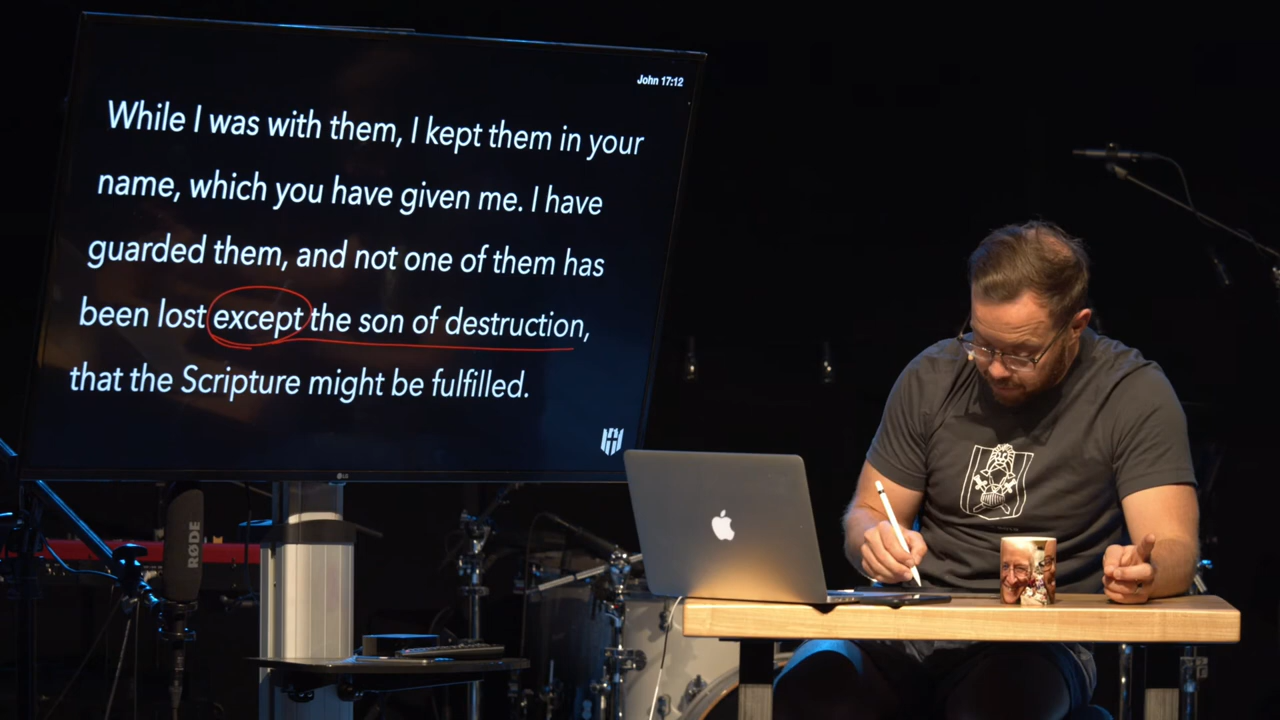 John 17:12
While I was with them, I kept them in your
name, which you have given me. I have
guarded them, and not one of them has
been lost except the son of destruction,
that the Scripture might be fulfilled.
LG
RØDE